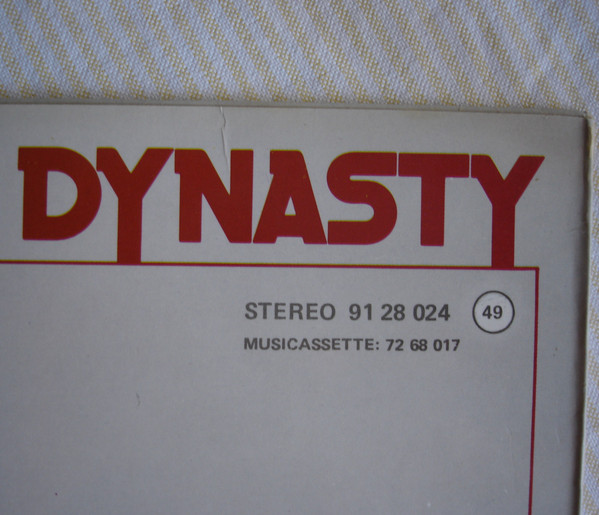 DYNASTY
STEREO 91 28 024 49
MUSICASSETTE: 72 68 017